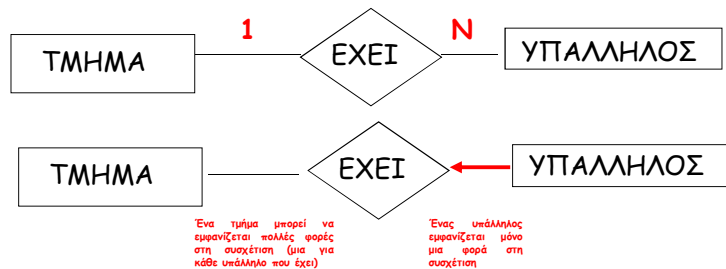 1
N
ΤΜΗΜΑ
ΕΧΕΙ
ΥΠΑΛΛΗΛΟΣ
ΤΜΗΜΑ
ΕΧΕΙ
ΥΠΑΛΛΗΛΟΣ
Ένα τμήμα μπορεί να
εμφανίζεται πολλές φορές
στη συσχέτιση (μια για
κάθε υπάλληλο που έχει)
Ένας υπάλληλος
εμφανίζεται μόνο
μια φορά στη
συσχέτιση